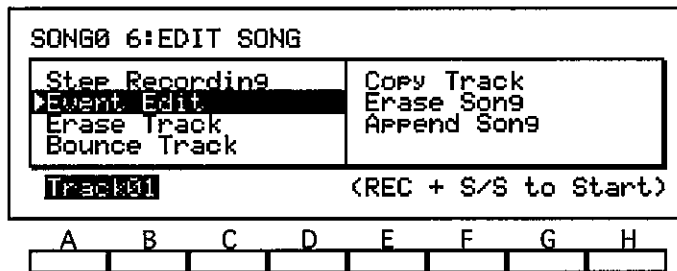 SONG0 6:EDIT SONG
Step Recording
Event Edit
Erase Track
Bounce Track
Copy Track
Erase Song
Append Song
Track01 (REC + S/S to Start)
A B C D E F G H